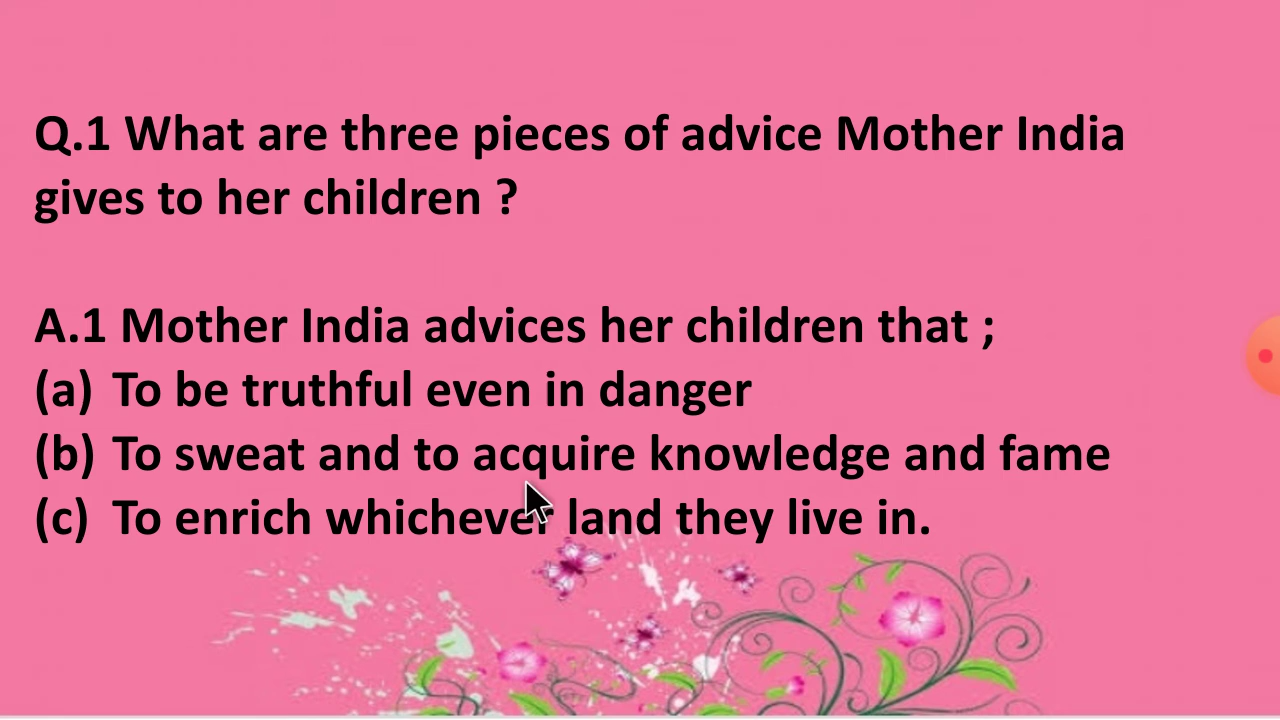 Q.1 What are three pieces of advice Mother India
gives to her children ?
A.1 Mother India advices her children that ;
(a) To be truthful even in danger
(b) To sweat and to acquire knowledge and fame
(c) To enrich whichever land they live in.